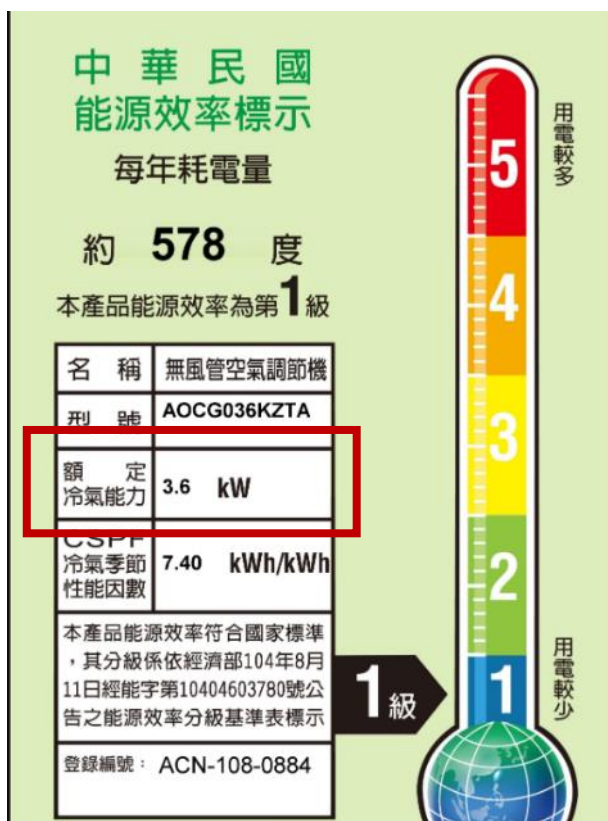 中華民國
能源效率標示
每年耗電量
約 578 度
本產品能源效率為第1級
名稱 無風管空氣調節機
型號 AOCG036KZTA
額定
冷氣能力 3.6 kW
CSPF
冷氣季節 7.40 kWh/kWh
性能因數
本產品能源效率符合國家標準
，其分級係依經濟部104年8月
11日經能字第10404603780號公
告之能源效率分級基準表標示
登錄編號： ACN-108-0884
1級
用電較多
5
4
3
2
1
用電較少